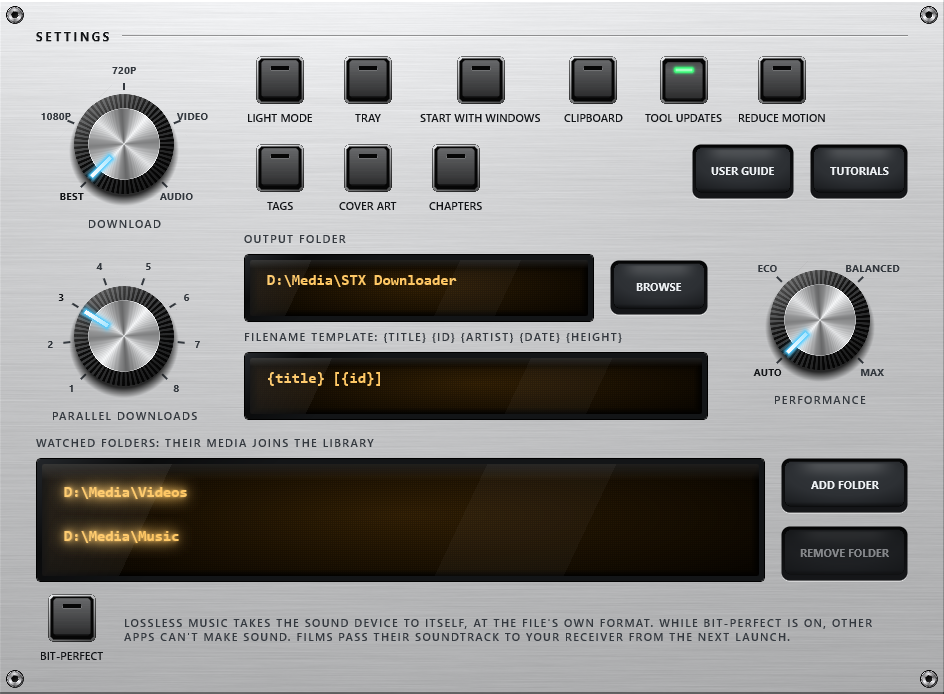 SETTINGS
720P
1080P
VIDEO
BEST
AUDIO
DOWNLOAD
LIGHT MODE
TRAY
START WITH WINDOWS
CLIPBOARD
TOOL UPDATES
REDUCE MOTION
TAGS
COVER ART
CHAPTERS
USER GUIDE
TUTORIALS
OUTPUT FOLDER
D:\Media\STX Downloader
BROWSE
4
5
3
6
2
7
1
8
PARALLEL DOWNLOADS
FILENAME TEMPLATE: {TITLE} {ID} {ARTIST} {DATE} {HEIGHT}
{title} [{id}]
ECO
BALANCED
AUTO
MAX
PERFORMANCE
WATCHED FOLDERS: THEIR MEDIA JOINS THE LIBRARY
D:\Media\Videos
D:\Media\Music
ADD FOLDER
REMOVE FOLDER
BIT-PERFECT
LOSSLESS MUSIC TAKES THE SOUND DEVICE TO ITSELF, AT THE FILE'S OWN FORMAT. WHILE BIT-PERFECT IS ON, OTHER
APPS CAN'T MAKE SOUND. FILMS PASS THEIR SOUNDTRACK TO YOUR RECEIVER FROM THE NEXT LAUNCH.